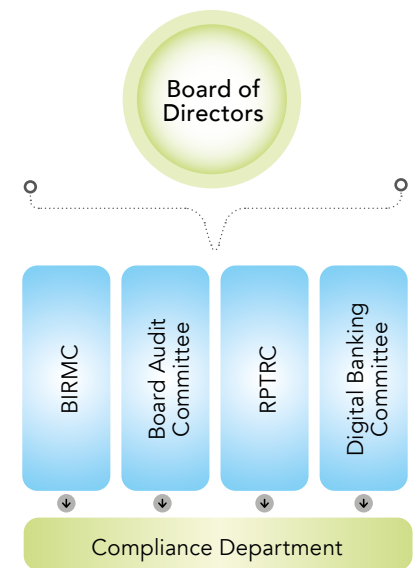 Board of
Directors
BIRMC
Board Audit
Committee
RPTRC
Digital Banking
Committee
Compliance Department